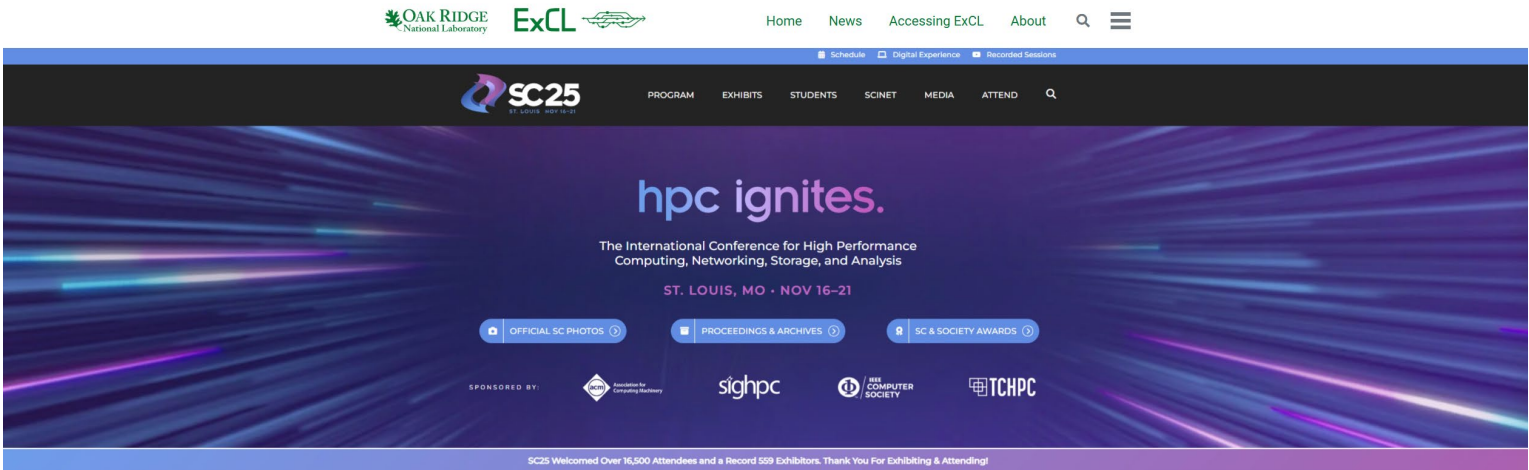 OAK RIDGE
National Laboratory
ExCL
Home News Accessing ExCL About
Schedule Digital Experience Recorded Sessions
SC25
ST. LOUIS NOV 16–21
PROGRAM EXHIBITS STUDENTS SCINET MEDIA ATTEND
hpc ignites.
The International Conference for High Performance
Computing, Networking, Storage, and Analysis
ST. LOUIS, MO • NOV 16–21
OFFICIAL SC PHOTOS
PROCEEDINGS & ARCHIVES
SC & SOCIETY AWARDS
SPONSORED BY:
acm Association for
Computing Machinery
sighpc
IEEE
COMPUTER
SOCIETY
TCHPC
SC25 Welcomed Over 16,500 Attendees and a Record 559 Exhibitors. Thank You For Exhibiting & Attending!